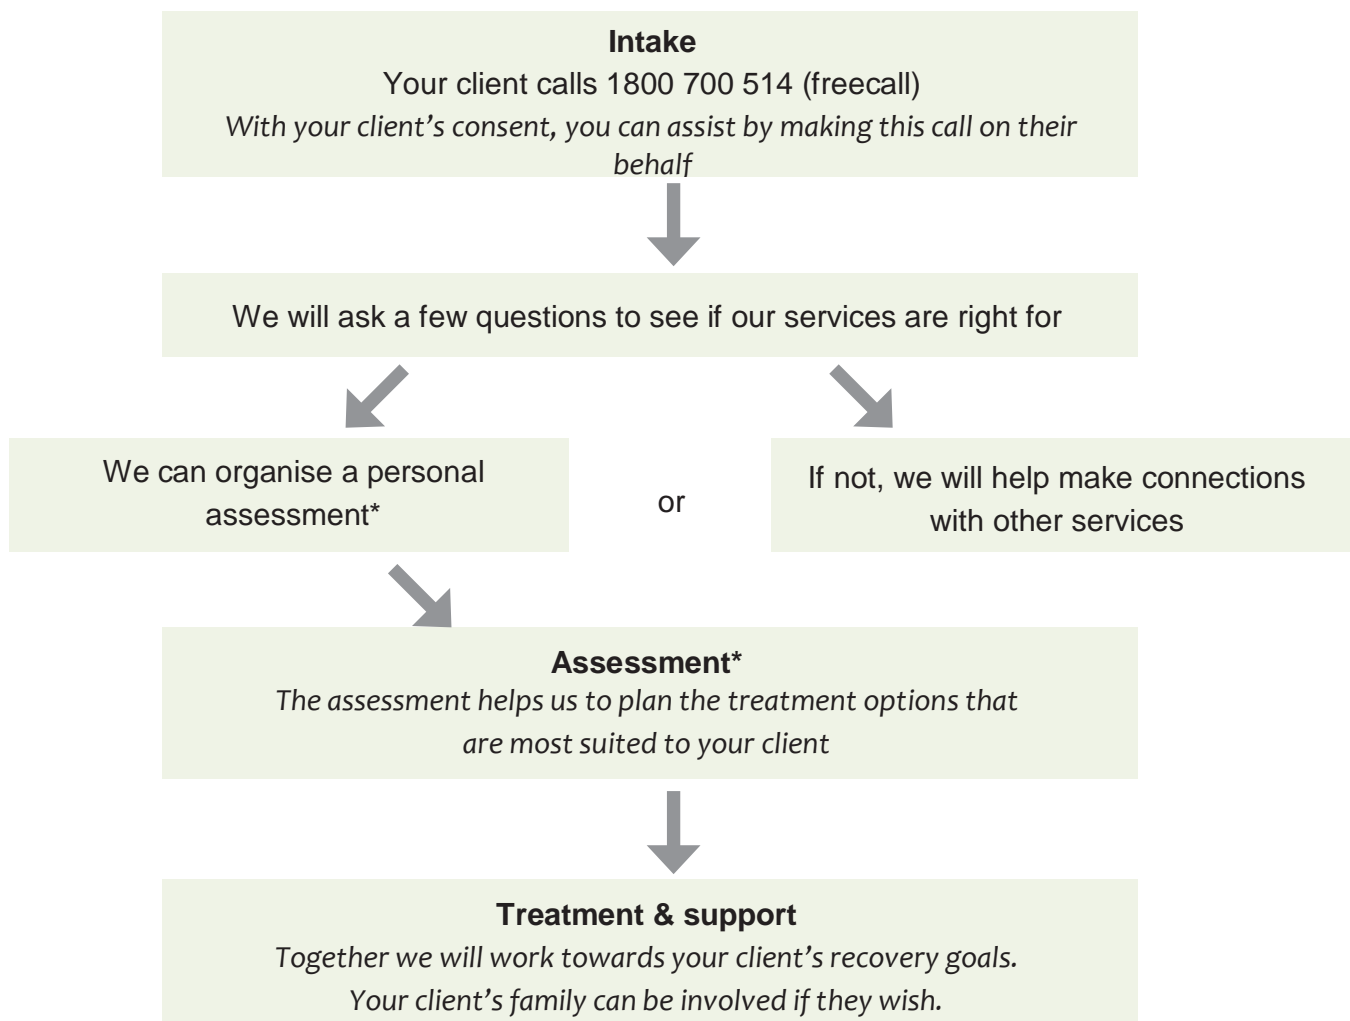 Intake
Your client calls 1800 700 514 (freecall)
With your client's consent, you can assist by making this call on their
behalf
We will ask a few questions to see if our services are right for
We can organise a personal
assessment*
or
If not, we will help make connections
with other services
Assessment*
The assessment helps us to plan the treatment options that
are most suited to your client
Treatment & support
Together we will work towards your client's recovery goals.
Your client's family can be involved if they wish.